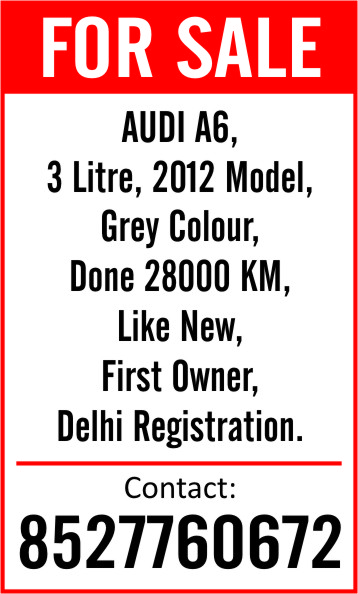 FOR SALE
AUDI A6,
3 Litre, 2012 Model,
Grey Colour,
Done 28000 KM,
Like New,
First Owner,
Delhi Registration.
Contact:
8527760672